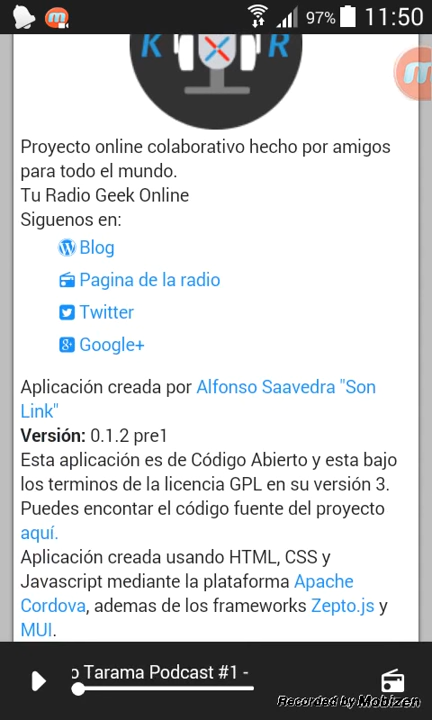 97% 11:50
K R
Proyecto online colaborativo hecho por amigos
para todo el mundo.
Tu Radio Geek Online
Siguenos en:
Blog
Pagina de la radio
Twitter
Google+
Aplicación creada por Alfonso Saavedra "Son
Link"
Versión: 0.1.2 pre1
Esta aplicación es de Código Abierto y esta bajo
los terminos de la licencia GPL en su versión 3.
Puedes encontar el código fuente del proyecto
aquí.
Aplicación creada usando HTML, CSS y
Javascript mediante la plataforma Apache
Cordova, ademas de los frameworks Zepto.js y
MUI.
o Tarama Podcast #1 -
Recorded by Mobizen